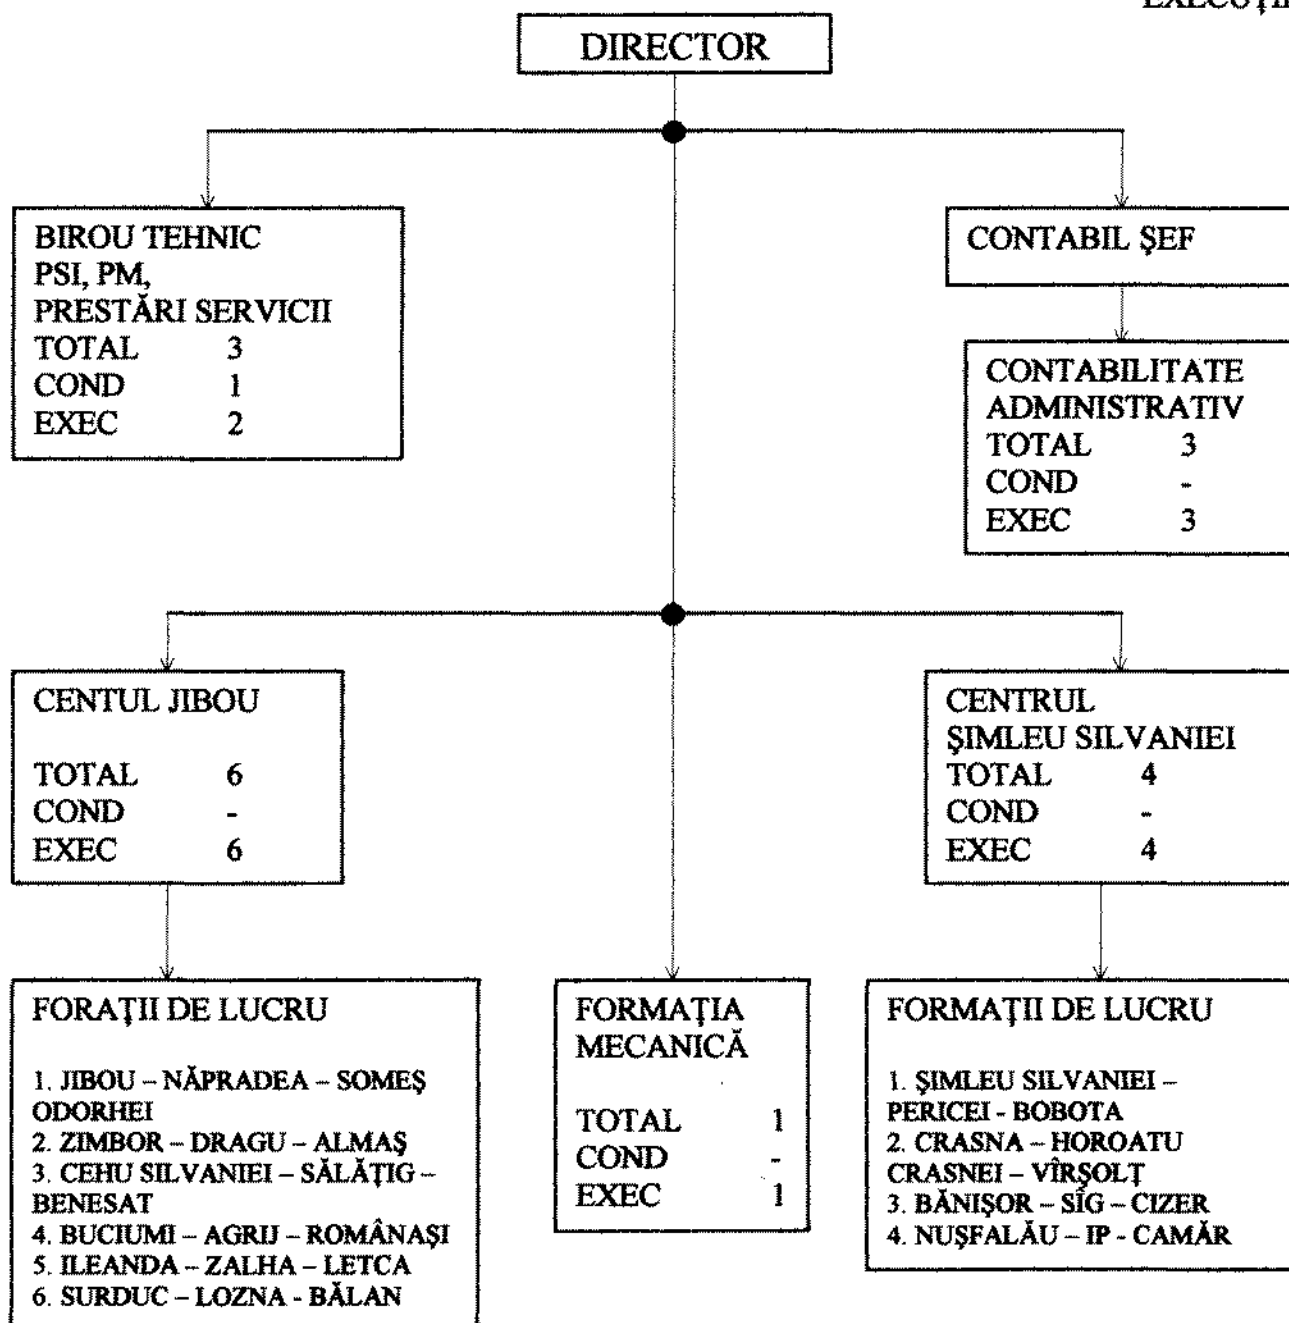 DIRECTOR
BIROU TEHNIC
PSI, PM,
PRESTĂRI SERVICII
TOTAL 3
COND 1
EXEC 2
CONTABIL ŞEF
CONTABILITATE
ADMINISTRATIV
TOTAL 3
COND -
EXEC 3
CENTUL JIBOU
TOTAL 6
COND -
EXEC 6
CENTRUL
ŞIMLEU SILVANIEI
TOTAL 4
COND -
EXEC 4
FORAŢII DE LUCRU
1. JIBOU – NĂPRADEA – SOMEŞ
ODORHEI
2. ZIMBOR – DRAGU – ALMAŞ
3. CEHU SILVANIEI – SĂLĂŢIG –
BENESAT
4. BUCIUMI – AGRIJ – ROMÂNAŞI
5. ILEANDA – ZALHA – LETCA
6. SURDUC – LOZNA - BĂLAN
FORMAŢIA
MECANICĂ
TOTAL 1
COND -
EXEC 1
FORMAŢII DE LUCRU
1. ŞIMLEU SILVANIEI –
PERICEI - BOBOTA
2. CRASNA – HOROATU
CRASNEI – VÎRŞOLŢ
3. BĂNIŞOR – SÎG – CIZER
4. NUŞFALĂU – IP - CAMĂR